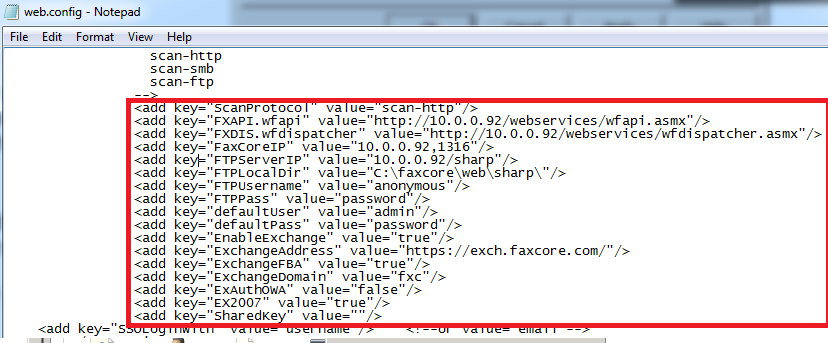 web.config - Notepad
File Edit Format View Help
scan-http
scan-smb
scan-ftp
-->
<add key="ScanProtocol" value="scan-http"/>
<add key="FXAPI.wfapi" value="http://10.0.0.92/webservices/wfapi.asmx"/>
<add key="FXDIS.wfdispatcher" value="http://10.0.0.92/webservices/wfdispatcher.asmx"/>
<add key="FaxCoreIP" value="10.0.0.92,1316"/>
<add key="FTPServerIP" value="10.0.0.92/sharp"/>
<add key="FTPLocalDir" value="C:\faxcore\web\sharp\"/>
<add key="FTPUsername" value="anonymous"/>
<add key="FTPPass" value="password"/>
<add key="defaultUser" value="admin"/>
<add key="defaultPass" value="password"/>
<add key="EnableExchange" value="true"/>
<add key="ExchangeAddress" value="https://exch.faxcore.com/"/>
<add key="ExchangeFBA" value="true"/>
<add key="ExchangeDomain" value="fxc"/>
<add key="ExAuthOWA" value="false"/>
<add key="EX2007" value="true"/>
<add key="SharedKey" value=""/>
<add key="SSOLoginWith" value="username"/> <!--or value="email"-->